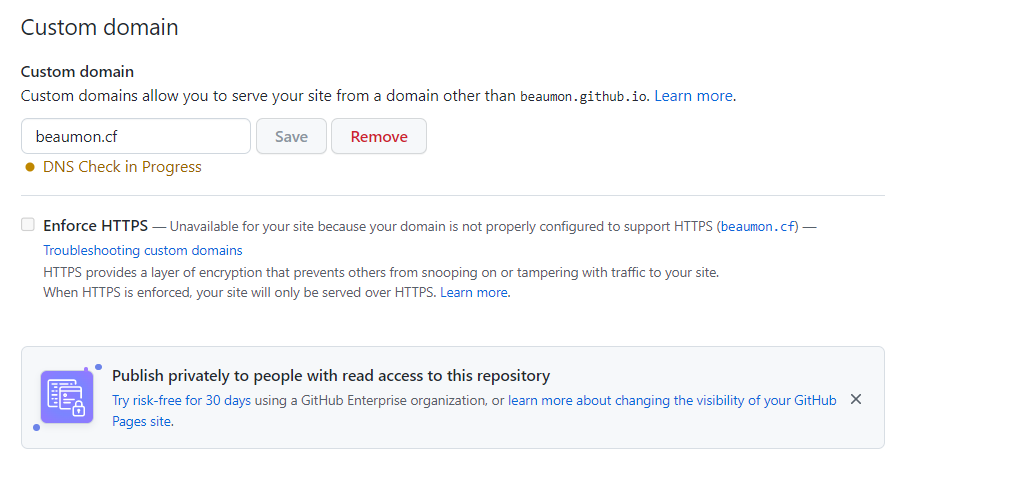 Custom domain
Custom domain
Custom domains allow you to serve your site from a domain other than beaumon.github.io. Learn more.
beaumon.cf Save Remove
DNS Check in Progress
Enforce HTTPS — Unavailable for your site because your domain is not properly configured to support HTTPS (beaumon.cf) —
Troubleshooting custom domains
HTTPS provides a layer of encryption that prevents others from snooping on or tampering with traffic to your site.
When HTTPS is enforced, your site will only be served over HTTPS. Learn more.
Publish privately to people with read access to this repository
Try risk-free for 30 days using a GitHub Enterprise organization, or learn more about changing the visibility of your GitHub
Pages site.